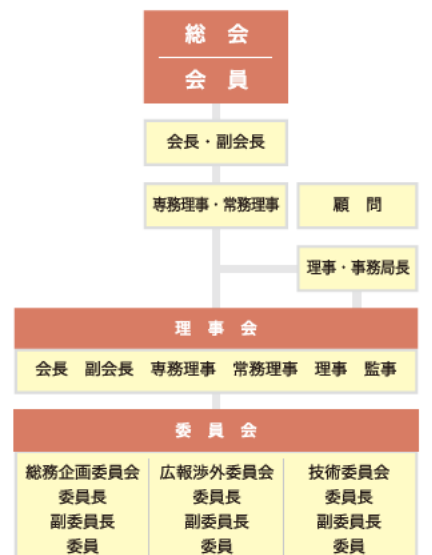 総 会
会 員
会長・副会長
専務理事・常務理事
顧 問
理事・事務局長
理 事 会
会長 副会長 専務理事 常務理事 理事 監事
委 員 会
総務企画委員会
委員長
副委員長
委員
広報渉外委員会
委員長
副委員長
委員
技術委員会
委員長
副委員長
委員